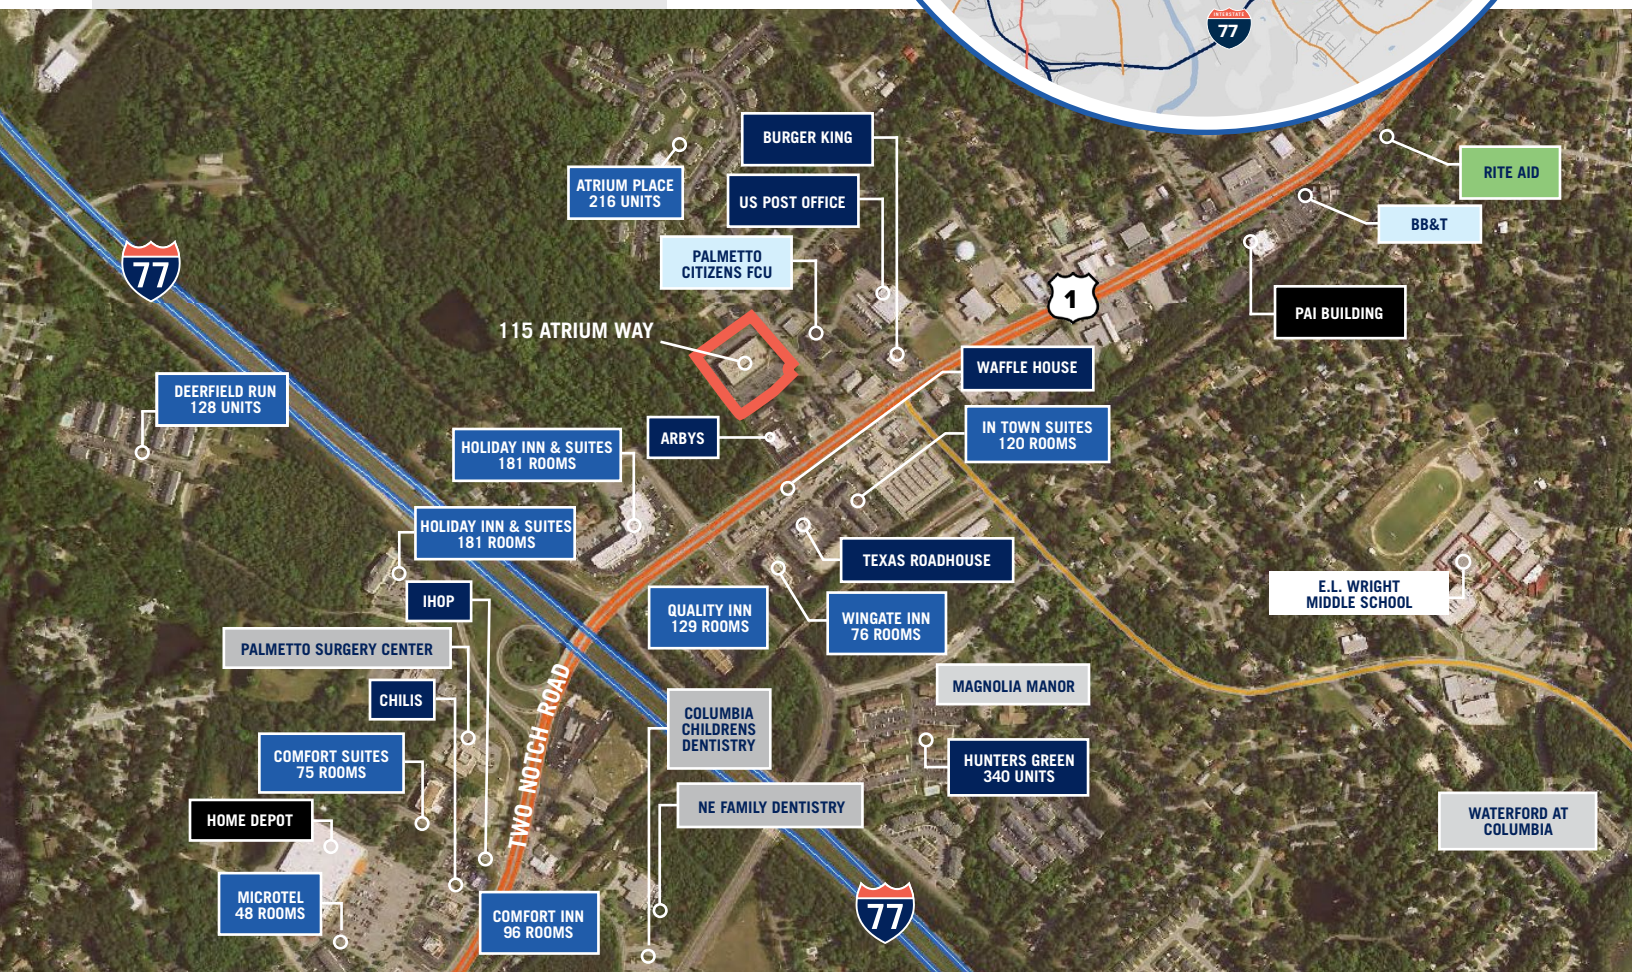 INTERSTATE
77
BURGER KING
RITE AID
ATRIUM PLACE
216 UNITS
US POST OFFICE
BB&T
PALMETTO
CITIZENS FCU
77
1
PAI BUILDING
115 ATRIUM WAY
WAFFLE HOUSE
DEERFIELD RUN
128 UNITS
IN TOWN SUITES
120 ROOMS
ARBYS
HOLIDAY INN & SUITES
181 ROOMS
HOLIDAY INN & SUITES
181 ROOMS
TEXAS ROADHOUSE
E.L. WRIGHT
MIDDLE SCHOOL
IHOP
QUALITY INN
129 ROOMS
WINGATE INN
76 ROOMS
PALMETTO SURGERY CENTER
MAGNOLIA MANOR
CHILIS
TWO NOTCH ROAD
COLUMBIA
CHILDRENS
DENTISTRY
COMFORT SUITES
75 ROOMS
HUNTERS GREEN
340 UNITS
NE FAMILY DENTISTRY
HOME DEPOT
WATERFORD AT
COLUMBIA
MICROTEL
48 ROOMS
COMFORT INN
96 ROOMS
77